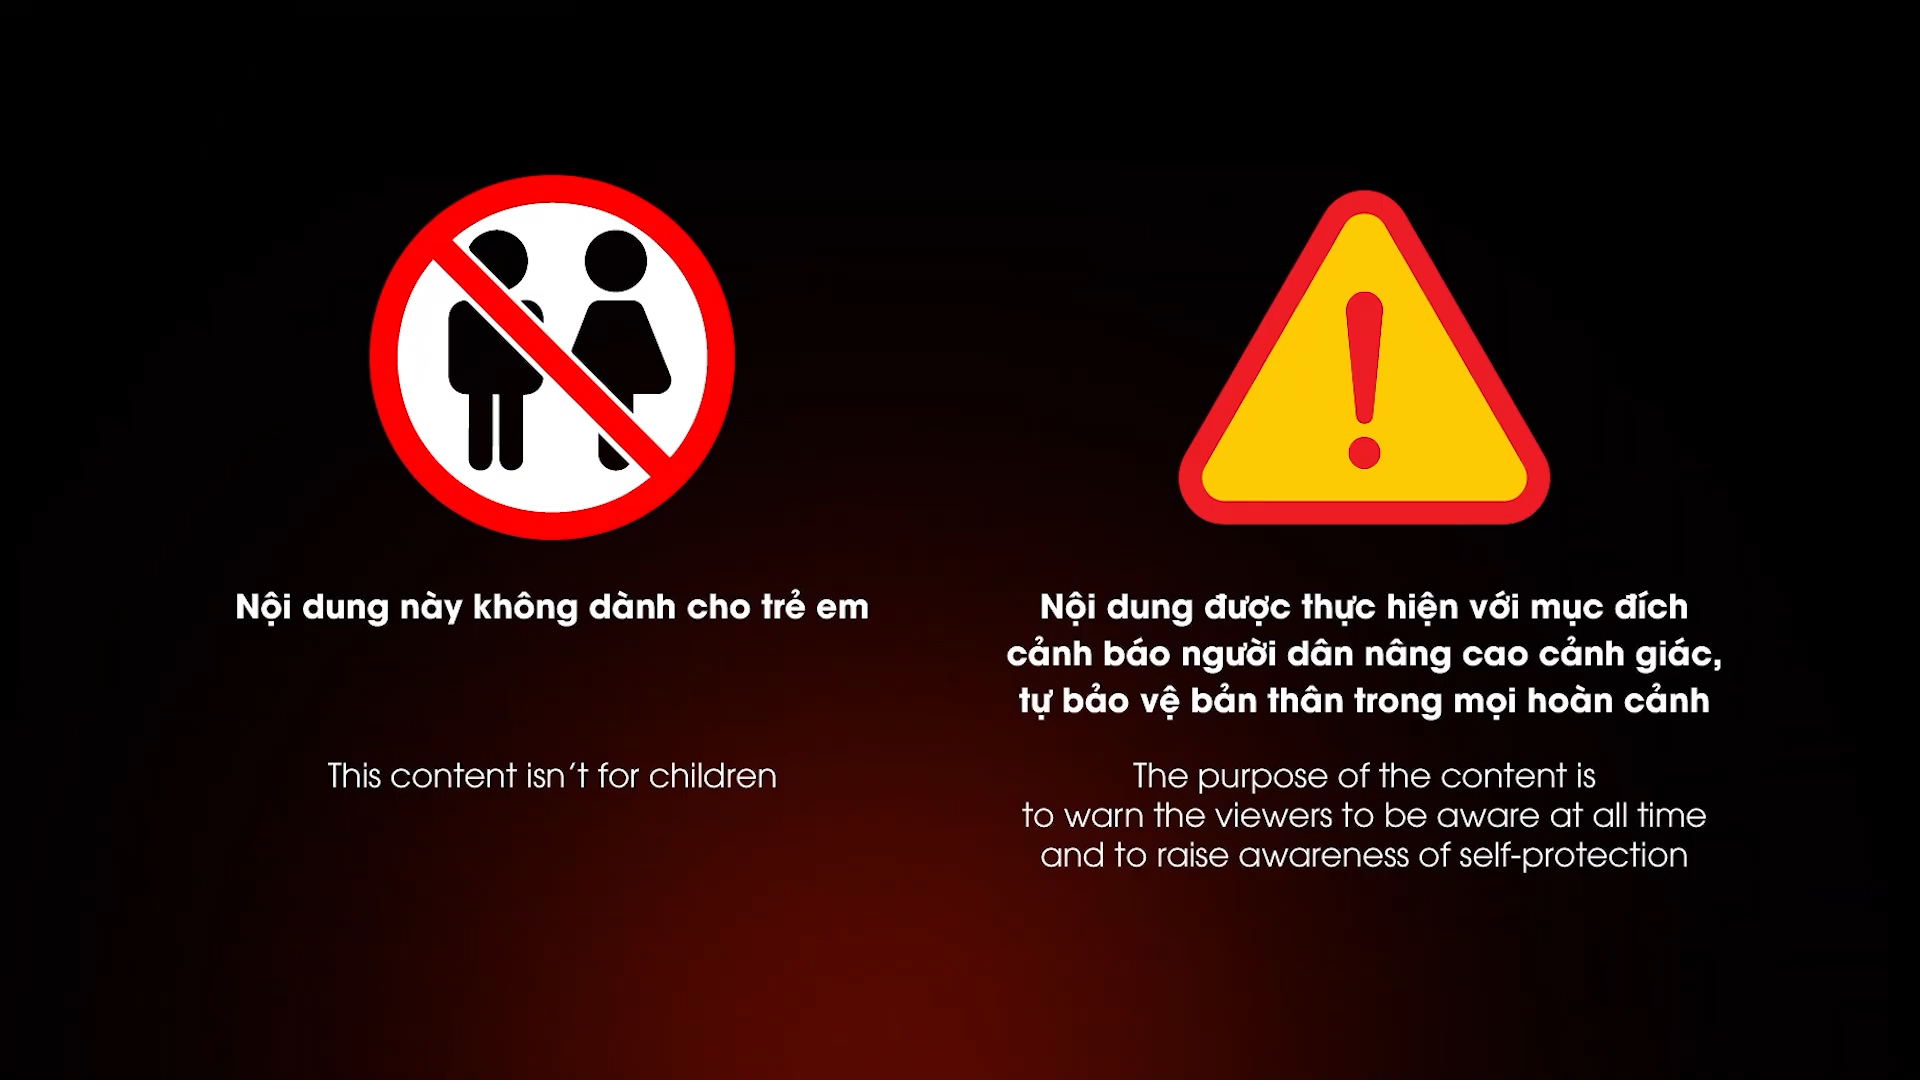 Nội dung này không dành cho trẻ em
This content isn't for children
Nội dung được thực hiện với mục đích
cảnh báo người dân nâng cao cảnh giác,
tự bảo vệ bản thân trong mọi hoàn cảnh
The purpose of the content is
to warn the viewers to be aware at all time
and to raise awareness of self-protection